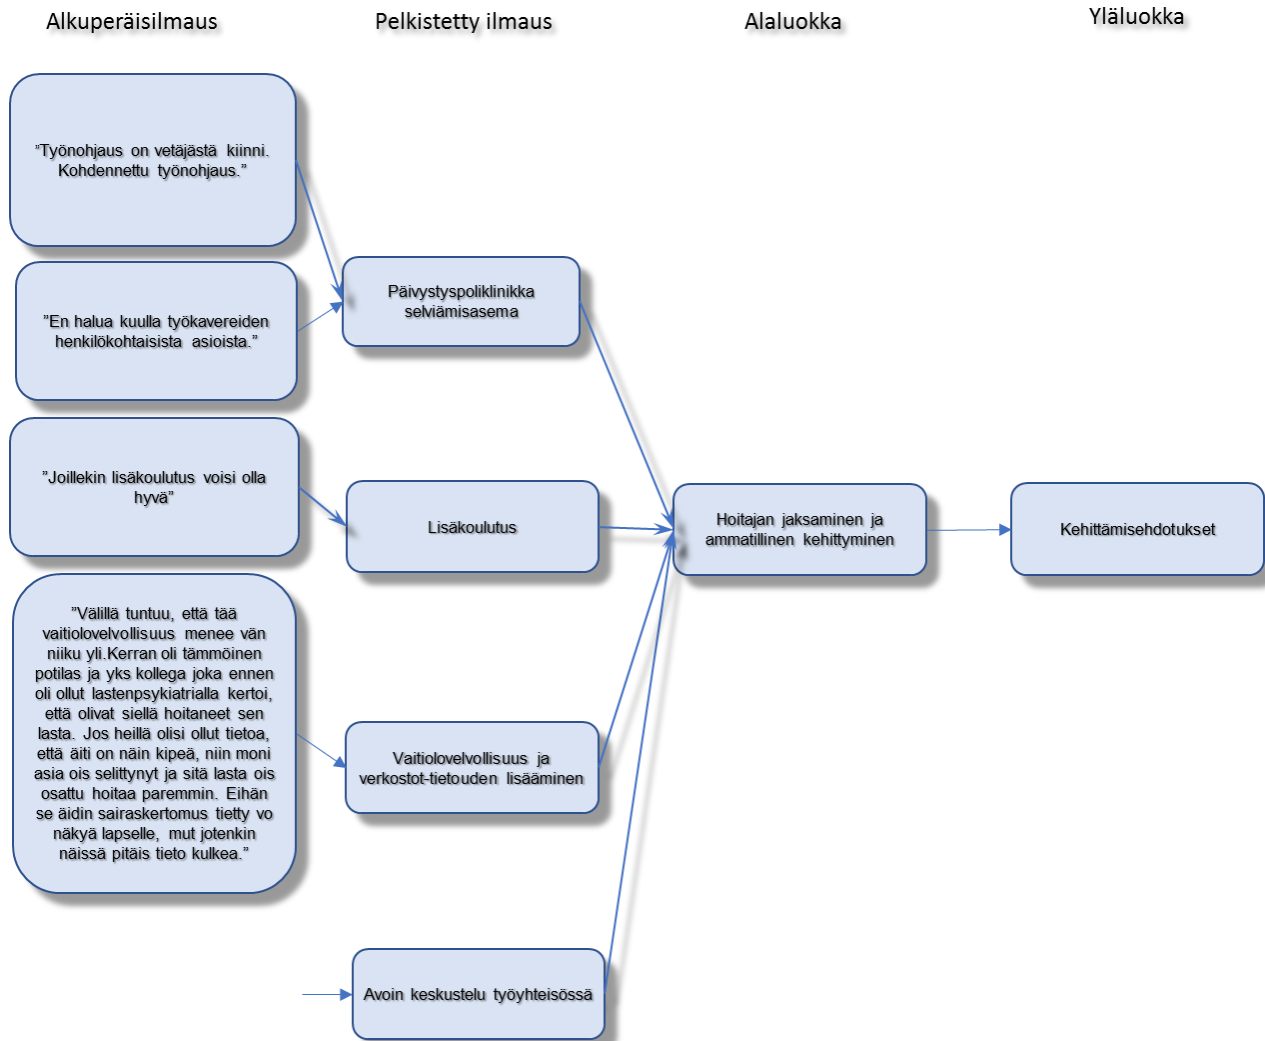 Alkuperäisilmaus
Pelkistetty ilmaus
Alaluokka
Yläluokka
"Työnohjaus on vetäjästä kiinni.
Kohdennettu työnohjaus."
"En halua kuulla työkavereiden
henkilökohtaisista asioista."
"Joillekin lisäkoulutus voisi olla
hyvä"
"Välillä tuntuu, että tää
vaitiolovelvollisuus menee vän
niiku yli.Kerran oli tämmöinen
potilas ja yks kollega joka ennen
oli ollut lastenpsykiatrialla kertoi,
että olivat siellä hoitaneet sen
lasta. Jos heillä olisi ollut tietoa,
että äiti on näin kipeä, niin moni
asia ois selittynyt ja sitä lasta ois
osattu hoitaa paremmin. Eihän
se äidin sairaskertomus tietty vo
näkyä lapselle, mut jotenkin
näissä pitäis tieto kulkea."
Päivystyspoliklinikka
selviämisasema
Lisäkoulutus
Vaitiolovelvollisuus ja
verkostot-tietouden lisääminen
Avoin keskustelu työyhteisössä
Hoitajan jaksaminen ja
ammatillinen kehittyminen
Kehittämisehdotukset